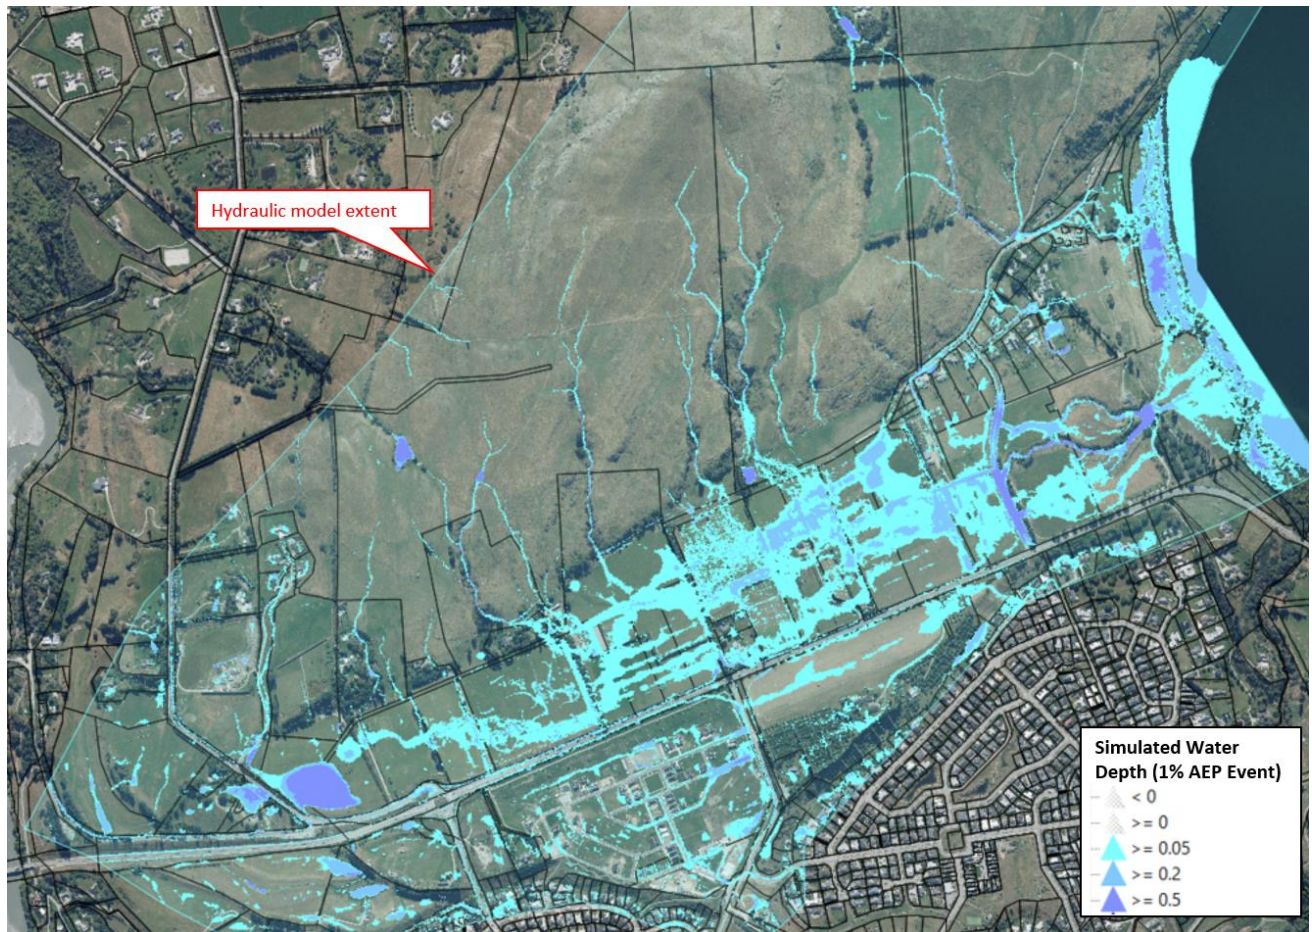 Hydraulic model extent
Simulated Water
Depth (1% AEP Event)
< 0
>= 0
>= 0.05
>= 0.2
>= 0.5